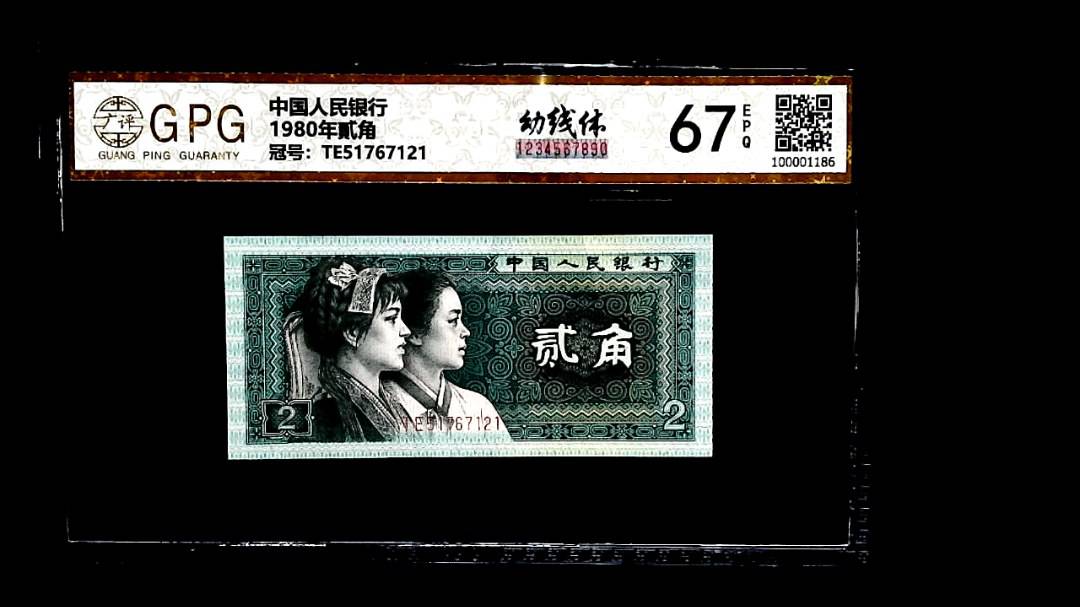 广评
GPG
GUANG PING GUARANTY
中国人民银行
1980年贰角
冠号：TE51767121
幼线体
1234567890
67
EPQ
100001186
中国人民银行
贰角
2
TE51767121
2